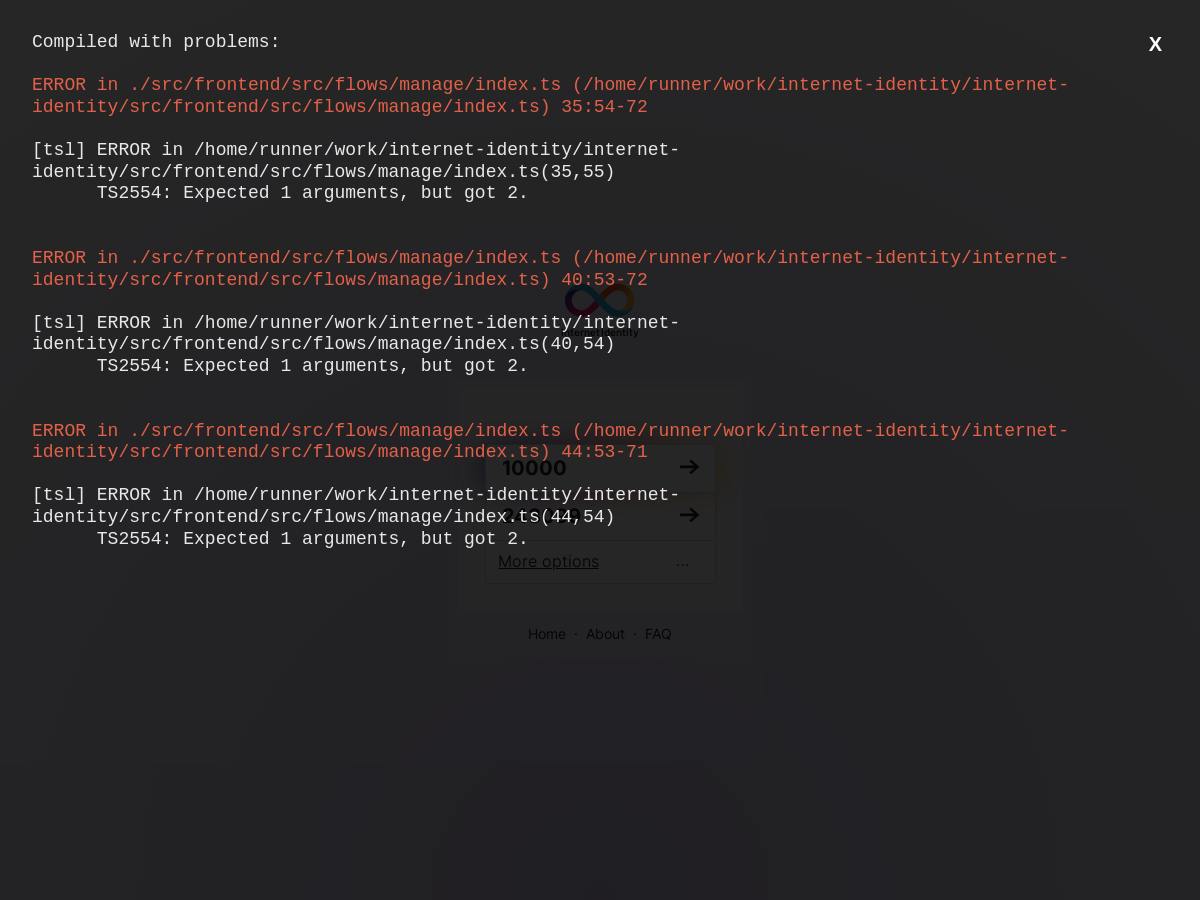 Compiled with problems:
X
ERROR in ./src/frontend/src/flows/manage/index.ts (/home/runner/work/internet-identity/internet-
identity/src/frontend/src/flows/manage/index.ts) 35:54-72
[tsl] ERROR in /home/runner/work/internet-identity/internet-
identity/src/frontend/src/flows/manage/index.ts(35,55)
TS2554: Expected 1 arguments, but got 2.
ERROR in ./src/frontend/src/flows/manage/index.ts (/home/runner/work/internet-identity/internet-
identity/src/frontend/src/flows/manage/index.ts) 40:53-72
[tsl] ERROR in /home/runner/work/internet-identity/internet-
identity/src/frontend/src/flows/manage/index.ts(40,54)
TS2554: Expected 1 arguments, but got 2.
ERROR in ./src/frontend/src/flows/manage/index.ts (/home/runner/work/internet-identity/internet-
identity/src/frontend/src/flows/manage/index.ts) 44:53-71
[tsl] ERROR in /home/runner/work/internet-identity/internet-
identity/src/frontend/src/flows/manage/index.ts(44,54)
TS2554: Expected 1 arguments, but got 2.
Internet Identity
10000
More options ...
Home · About · FAQ